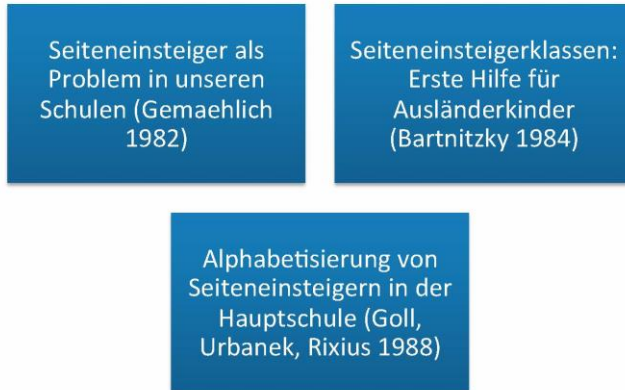 Seiteneinsteiger als
Problem in unseren
Schulen (Gemaehlich
1982)
Seiteneinsteigerklassen:
Erste Hilfe für
Ausländerkinder
(Bartnitzky 1984)
Alphabetisierung von
Seiteneinsteigern in der
Hauptschule (Goll,
Urbanek, Rixius 1988)